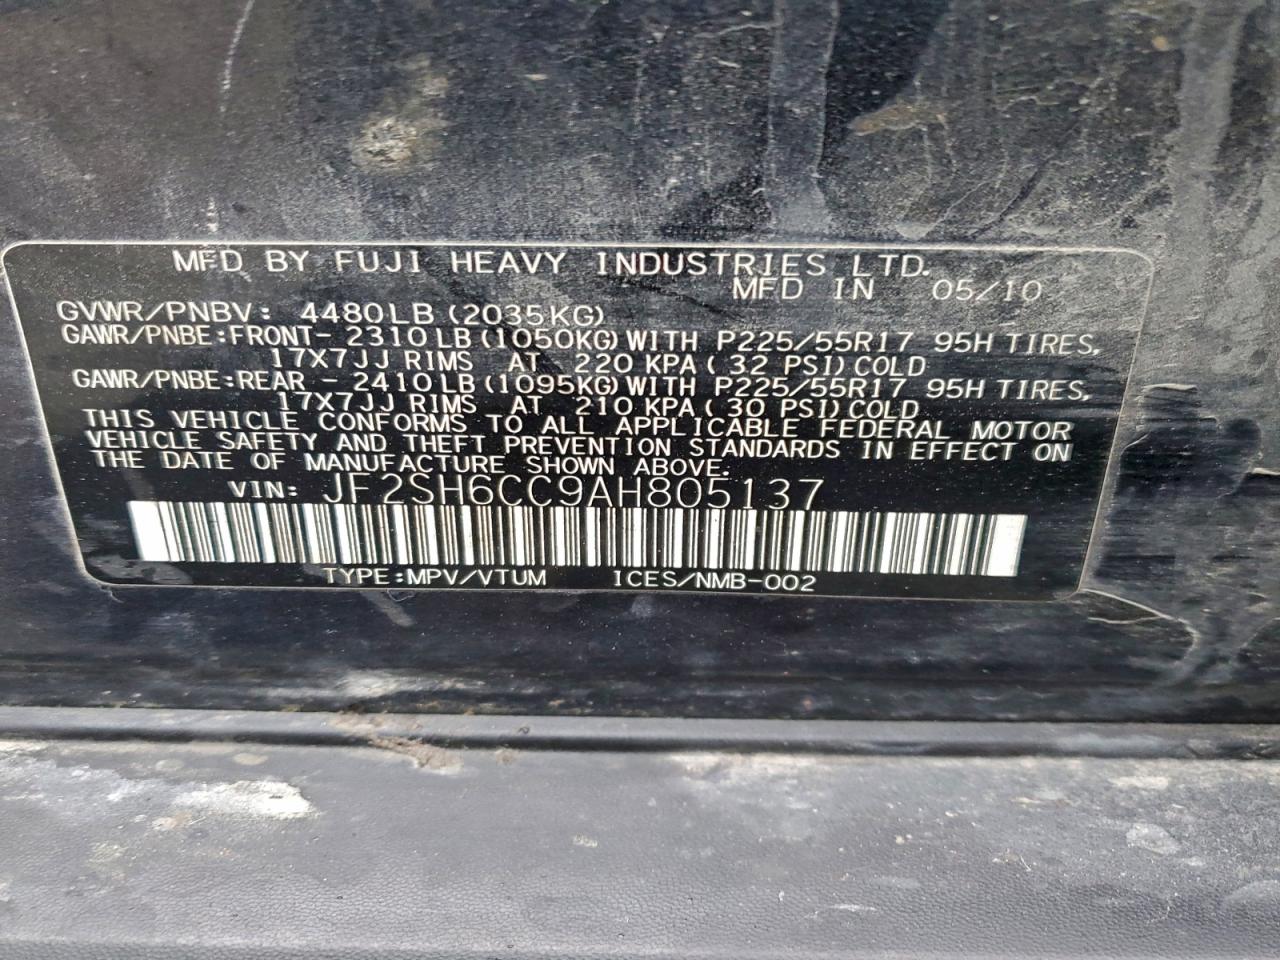 MFD BY FUJI HEAVY INDUSTRIES LTD.
MFD IN 05/10
GVWR/PNBV: 4480LB (2035KG)
GAWR/PNBE:FRONT-2310LB(1050KG)WITH P225/55R17 95H TIRES,
17X7JJ RIMS AT 220 KPA(32 PSI)COLD
GAWR/PNBE:REAR -2410LB(1095KG)WITH P225/55R17 95H TIRES,
17X7JJ RIMS AT 210 KPA(30 PSI)COLD
THIS VEHICLE CONFORMS TO ALL APPLICABLE FEDERAL MOTOR
VEHICLE SAFETY AND THEFT PREVENTION STANDARDS IN EFFECT ON
THE DATE OF MANUFACTURE SHOWN ABOVE.
VIN: JF2SH6CC9AH805137
TYPE:MPV/VTUM ICES/NMB-002